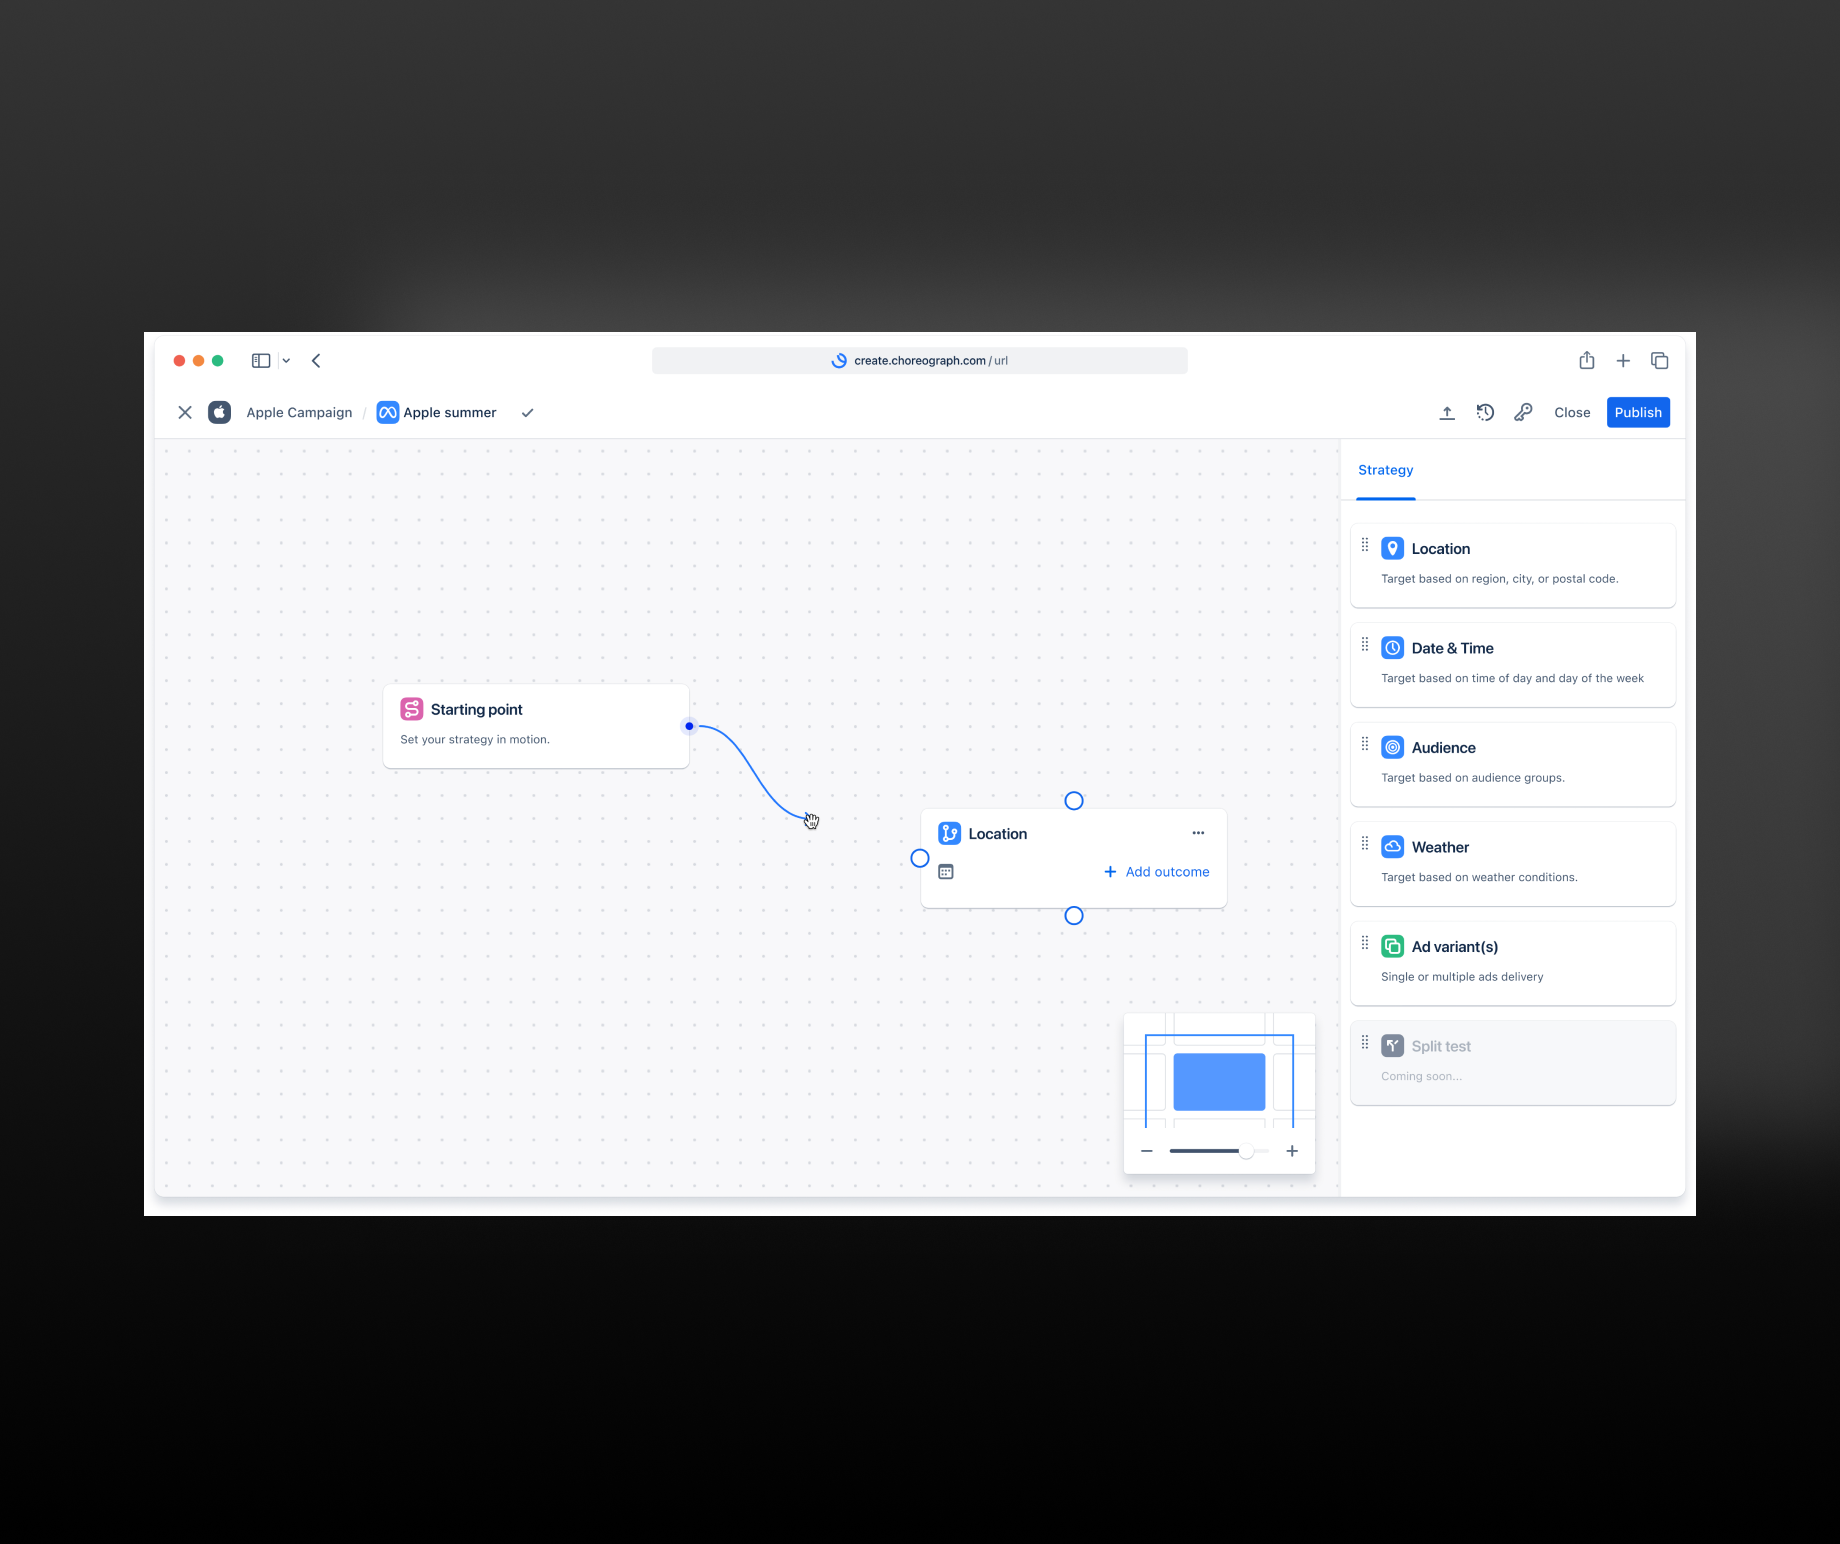 create.choreograph.com / url
Apple Campaign / Apple summer
Close
Publish
Strategy
Location
Target based on region, city, or postal code.
Date & Time
Target based on time of day and day of the week
Audience
Target based on audience groups.
Weather
Target based on weather conditions.
Ad variant(s)
Single or multiple ads delivery
Split test
Coming soon...
Starting point
Set your strategy in motion.
Location
Add outcome